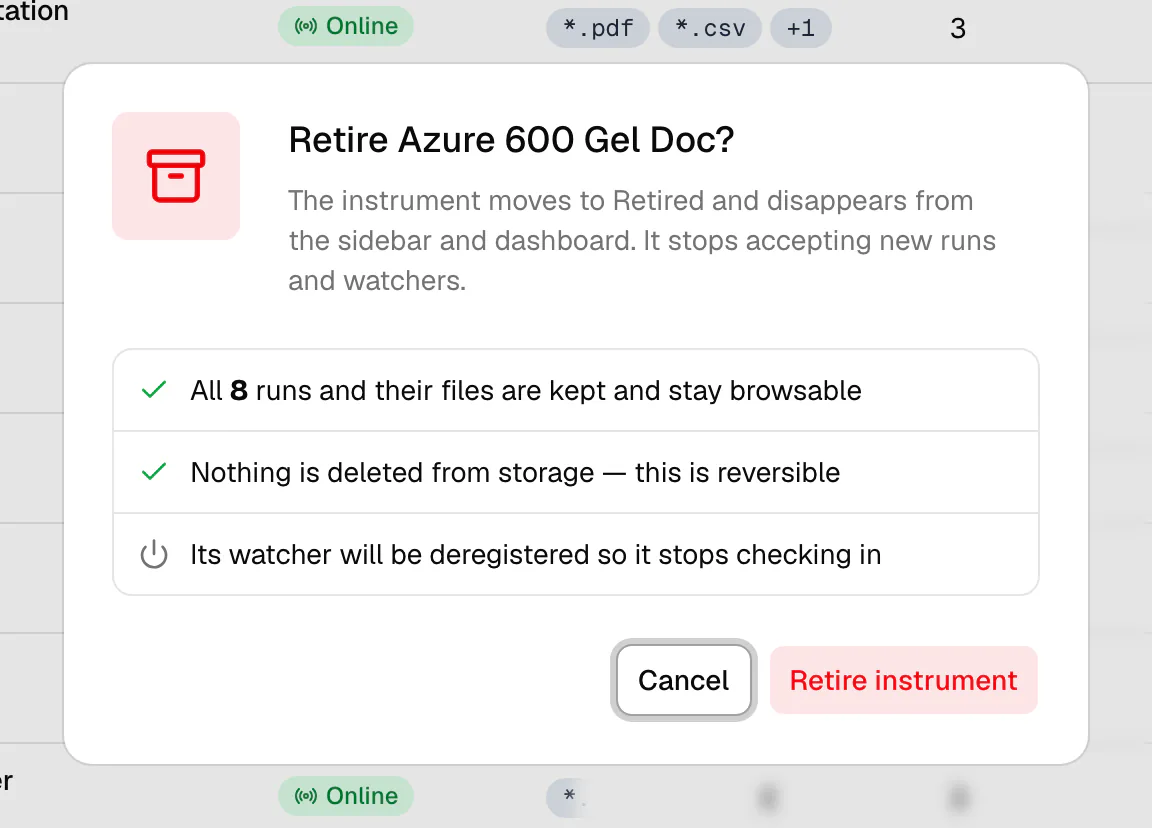 tation
Online
*.pdf
*.csv
+1
3
Retire Azure 600 Gel Doc?
The instrument moves to Retired and disappears from
the sidebar and dashboard. It stops accepting new runs
and watchers.
All 8 runs and their files are kept and stay browsable
Nothing is deleted from storage — this is reversible
Its watcher will be deregistered so it stops checking in
Cancel
Retire instrument
er
Online
*.